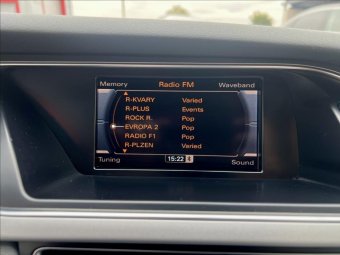 Memory Radio FM Waveband
R-KVARY Varied
R-PLUS Events
ROCK R. Pop
EVROPA 2 Pop
RADIO F1 Pop
R-PLZEN Varied
Tuning 15:22 Sound